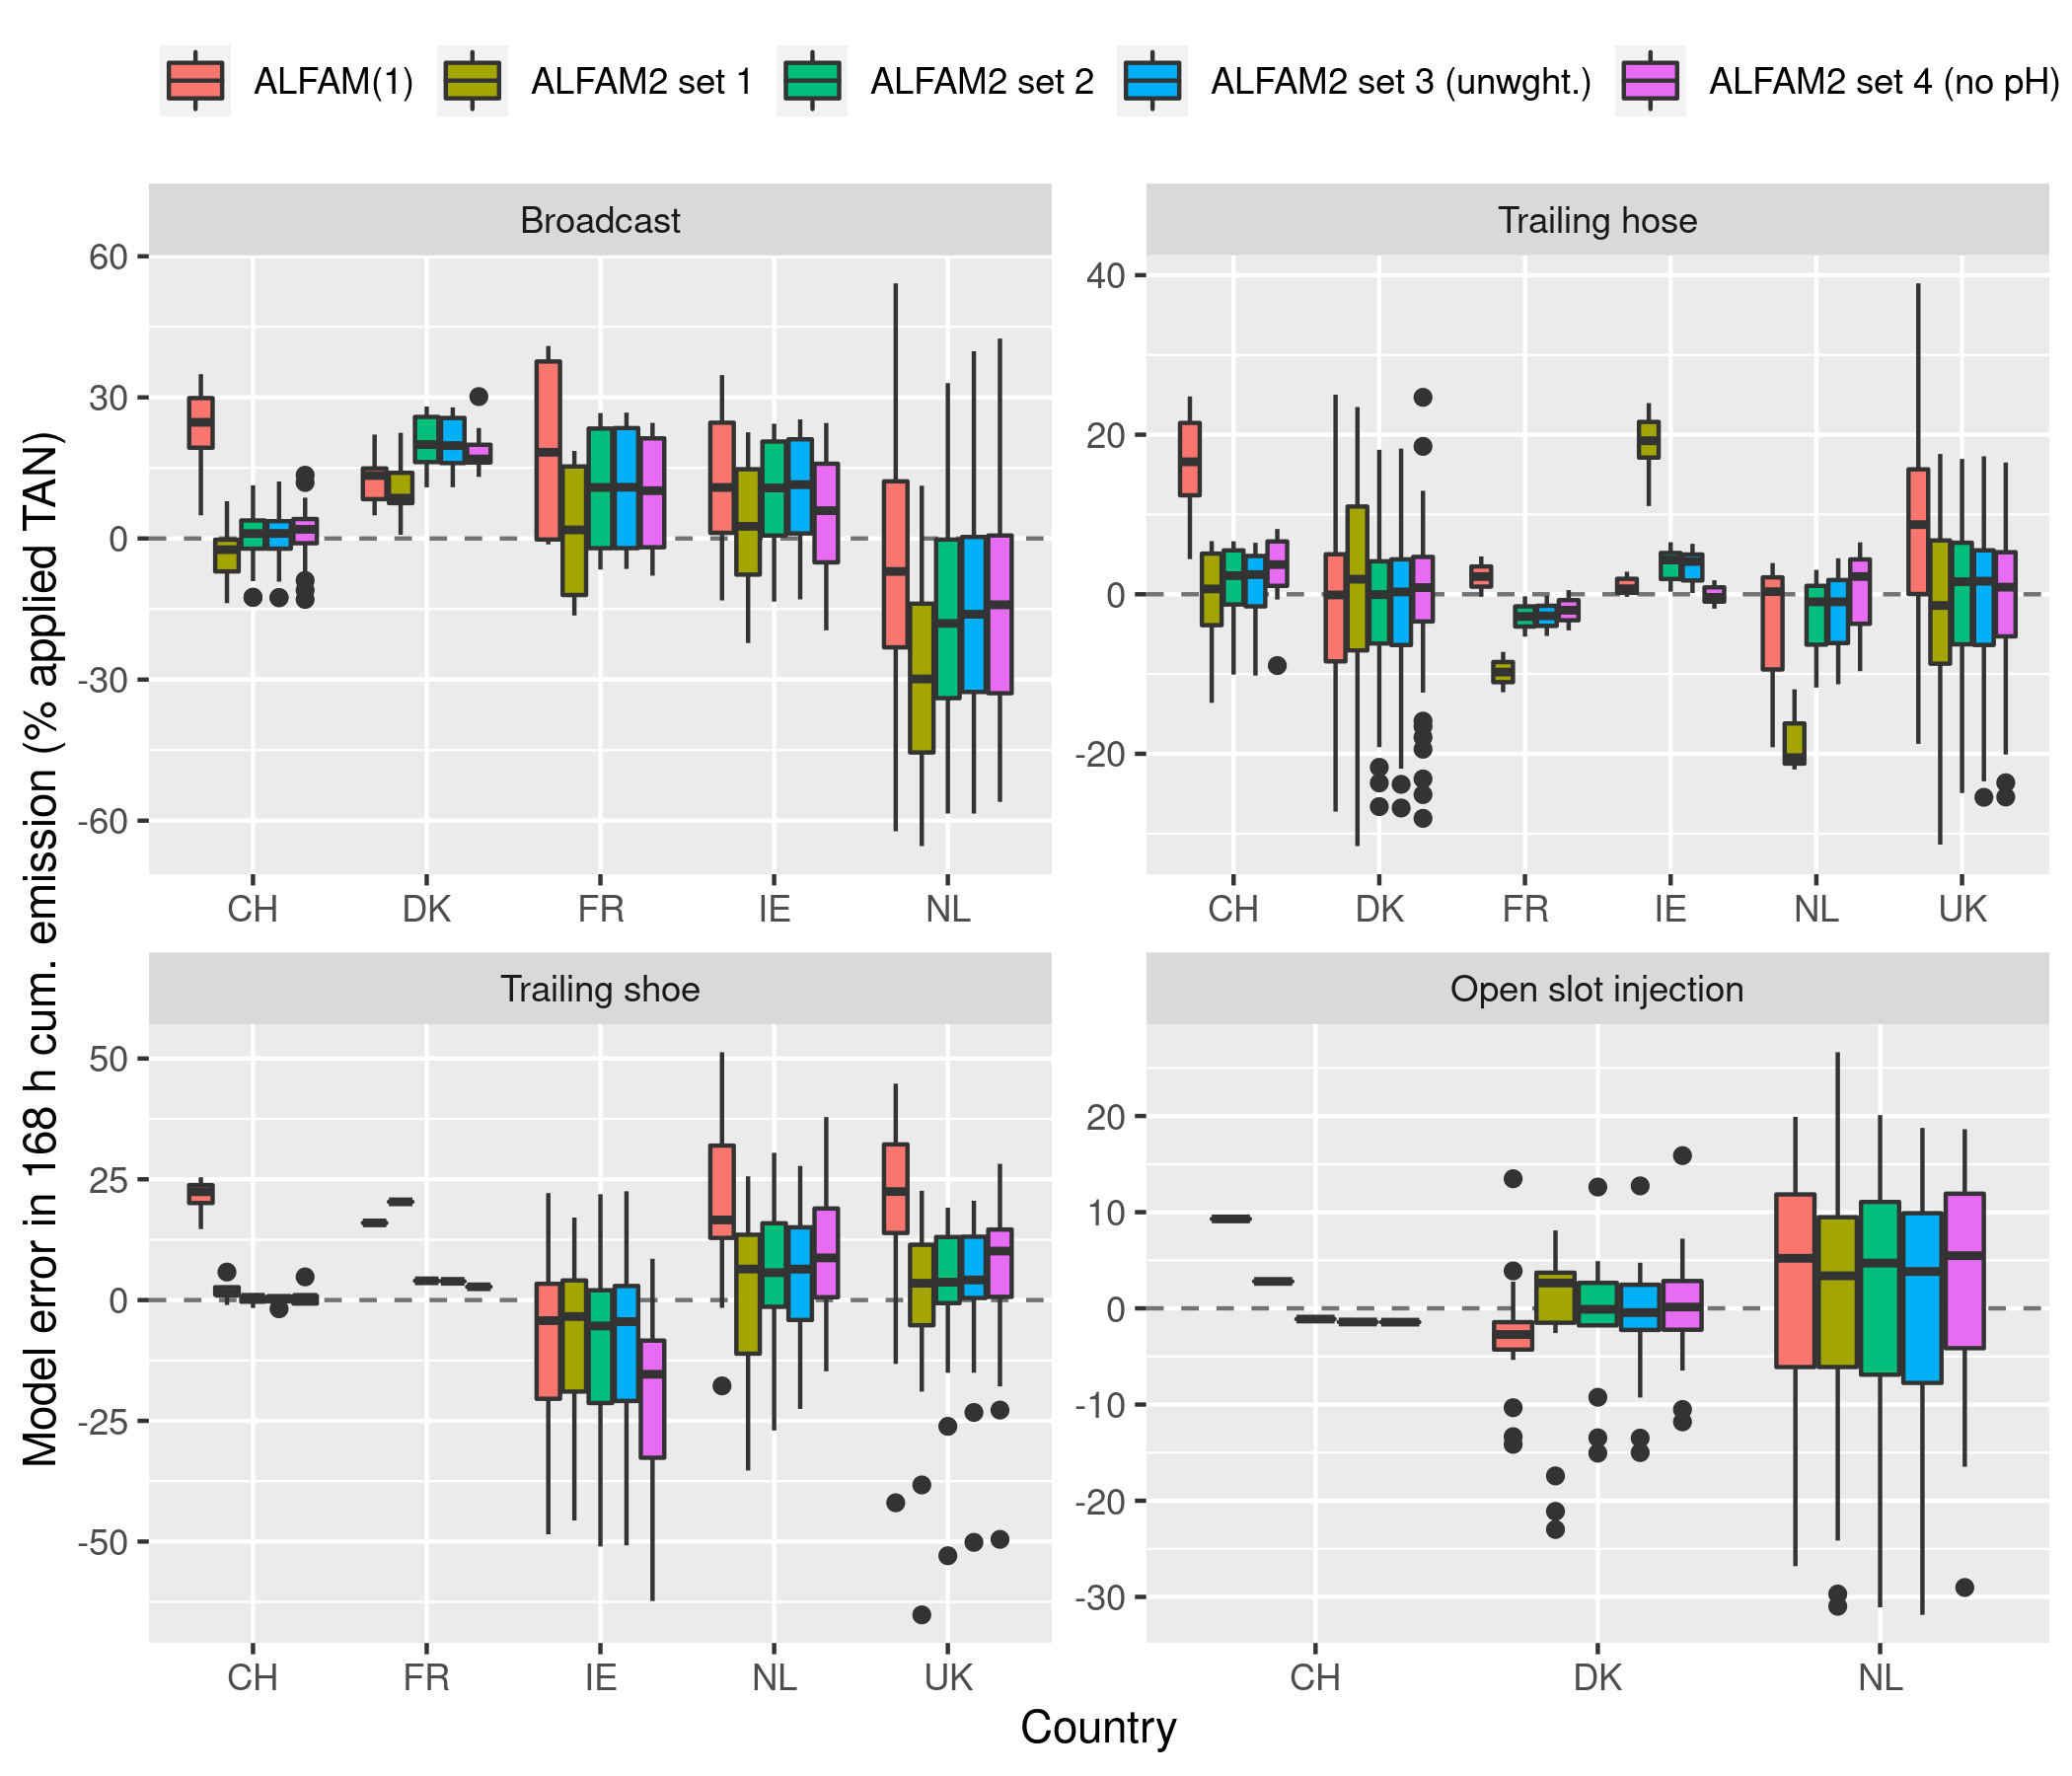 ALFAM(1) ALFAM2 set 1 ALFAM2 set 2 ALFAM2 set 3 (unwght.) ALFAM2 set 4 (no pH)
Model error in 168 h cum. emission (% applied TAN)
Broadcast
60
30
0
-30
-60
CH DK FR IE NL
Trailing hose
40
20
0
-20
CH DK FR IE NL UK
Trailing shoe
50
25
0
-25
-50
CH FR IE NL UK
Open slot injection
20
10
0
-10
-20
-30
CH DK NL
Country